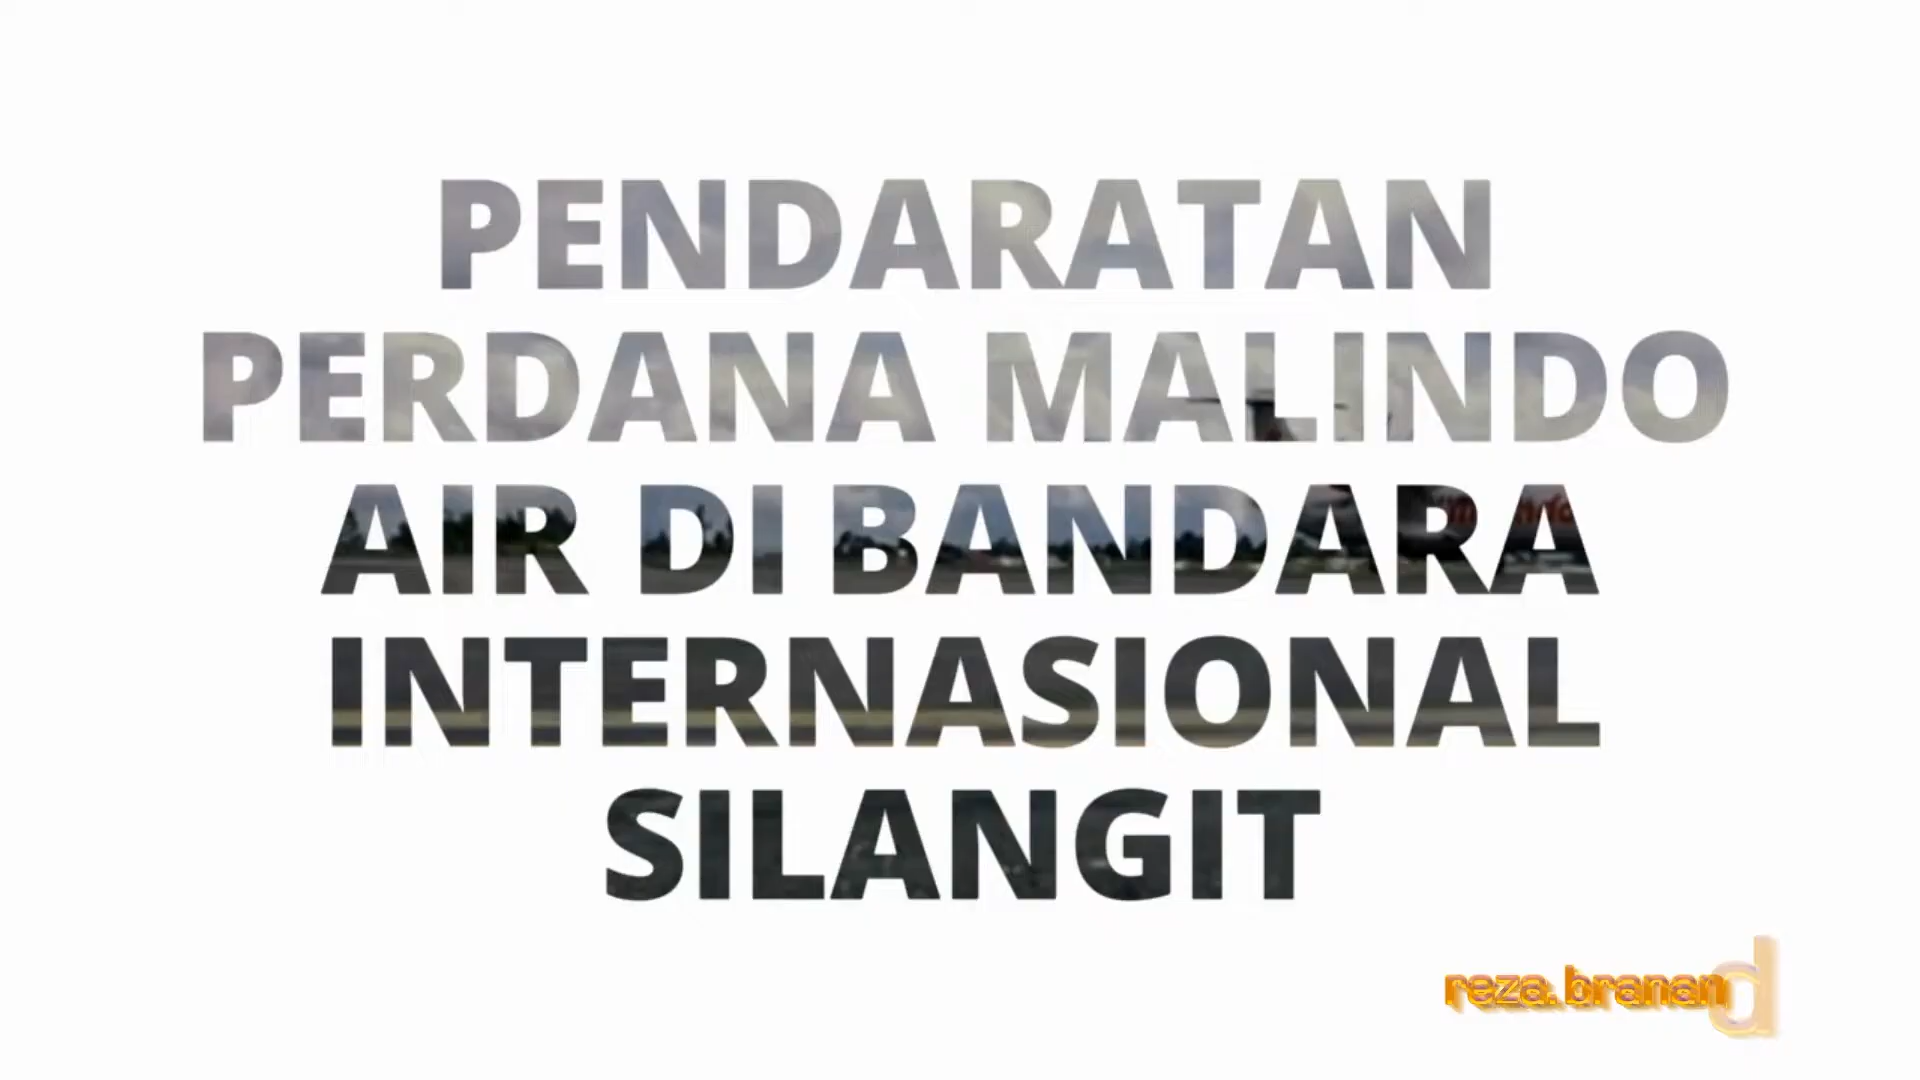 PENDARATAN
PERDANA MALINDO
AIR DI BANDARA
INTERNASIONAL
SILANGIT
reza.branand